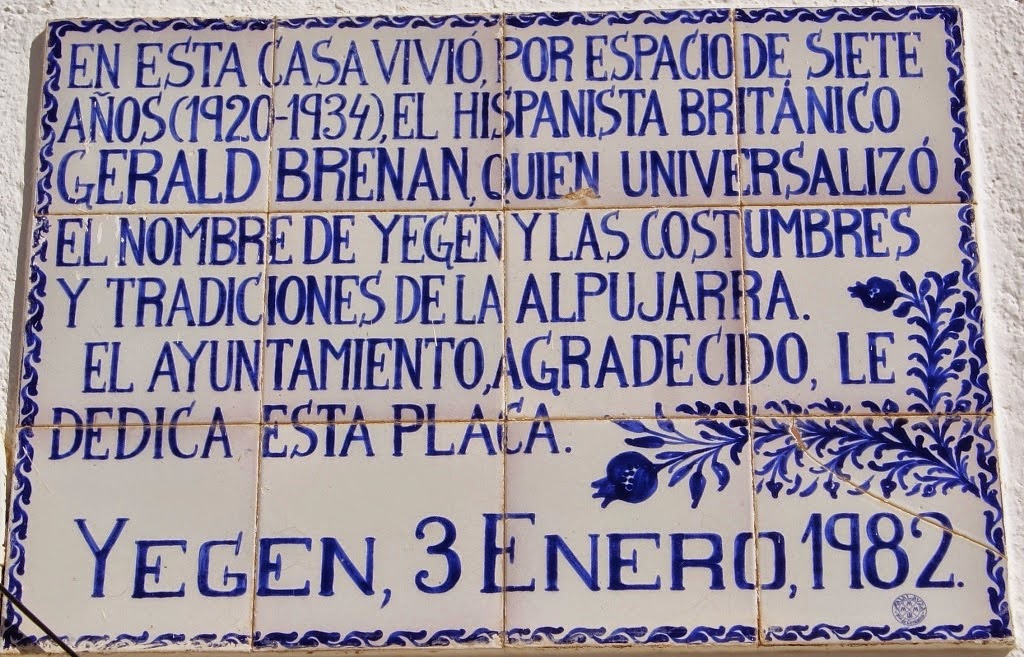 EN ESTA CASA VIVIÓ, POR ESPACIO DE SIETE
AÑOS (1920-1934), EL HISPANISTA BRITÁNICO
GERALD BRENAN, QUIEN UNIVERSALIZÓ
EL NOMBRE DE YEGEN Y LAS COSTUMBRES
Y TRADICIONES DE LA ALPUJARRA.
EL AYUNTAMIENTO, AGRADECIDO, LE
DEDICA ESTA PLACA.
YEGEN, 3 ENERO, 1982.